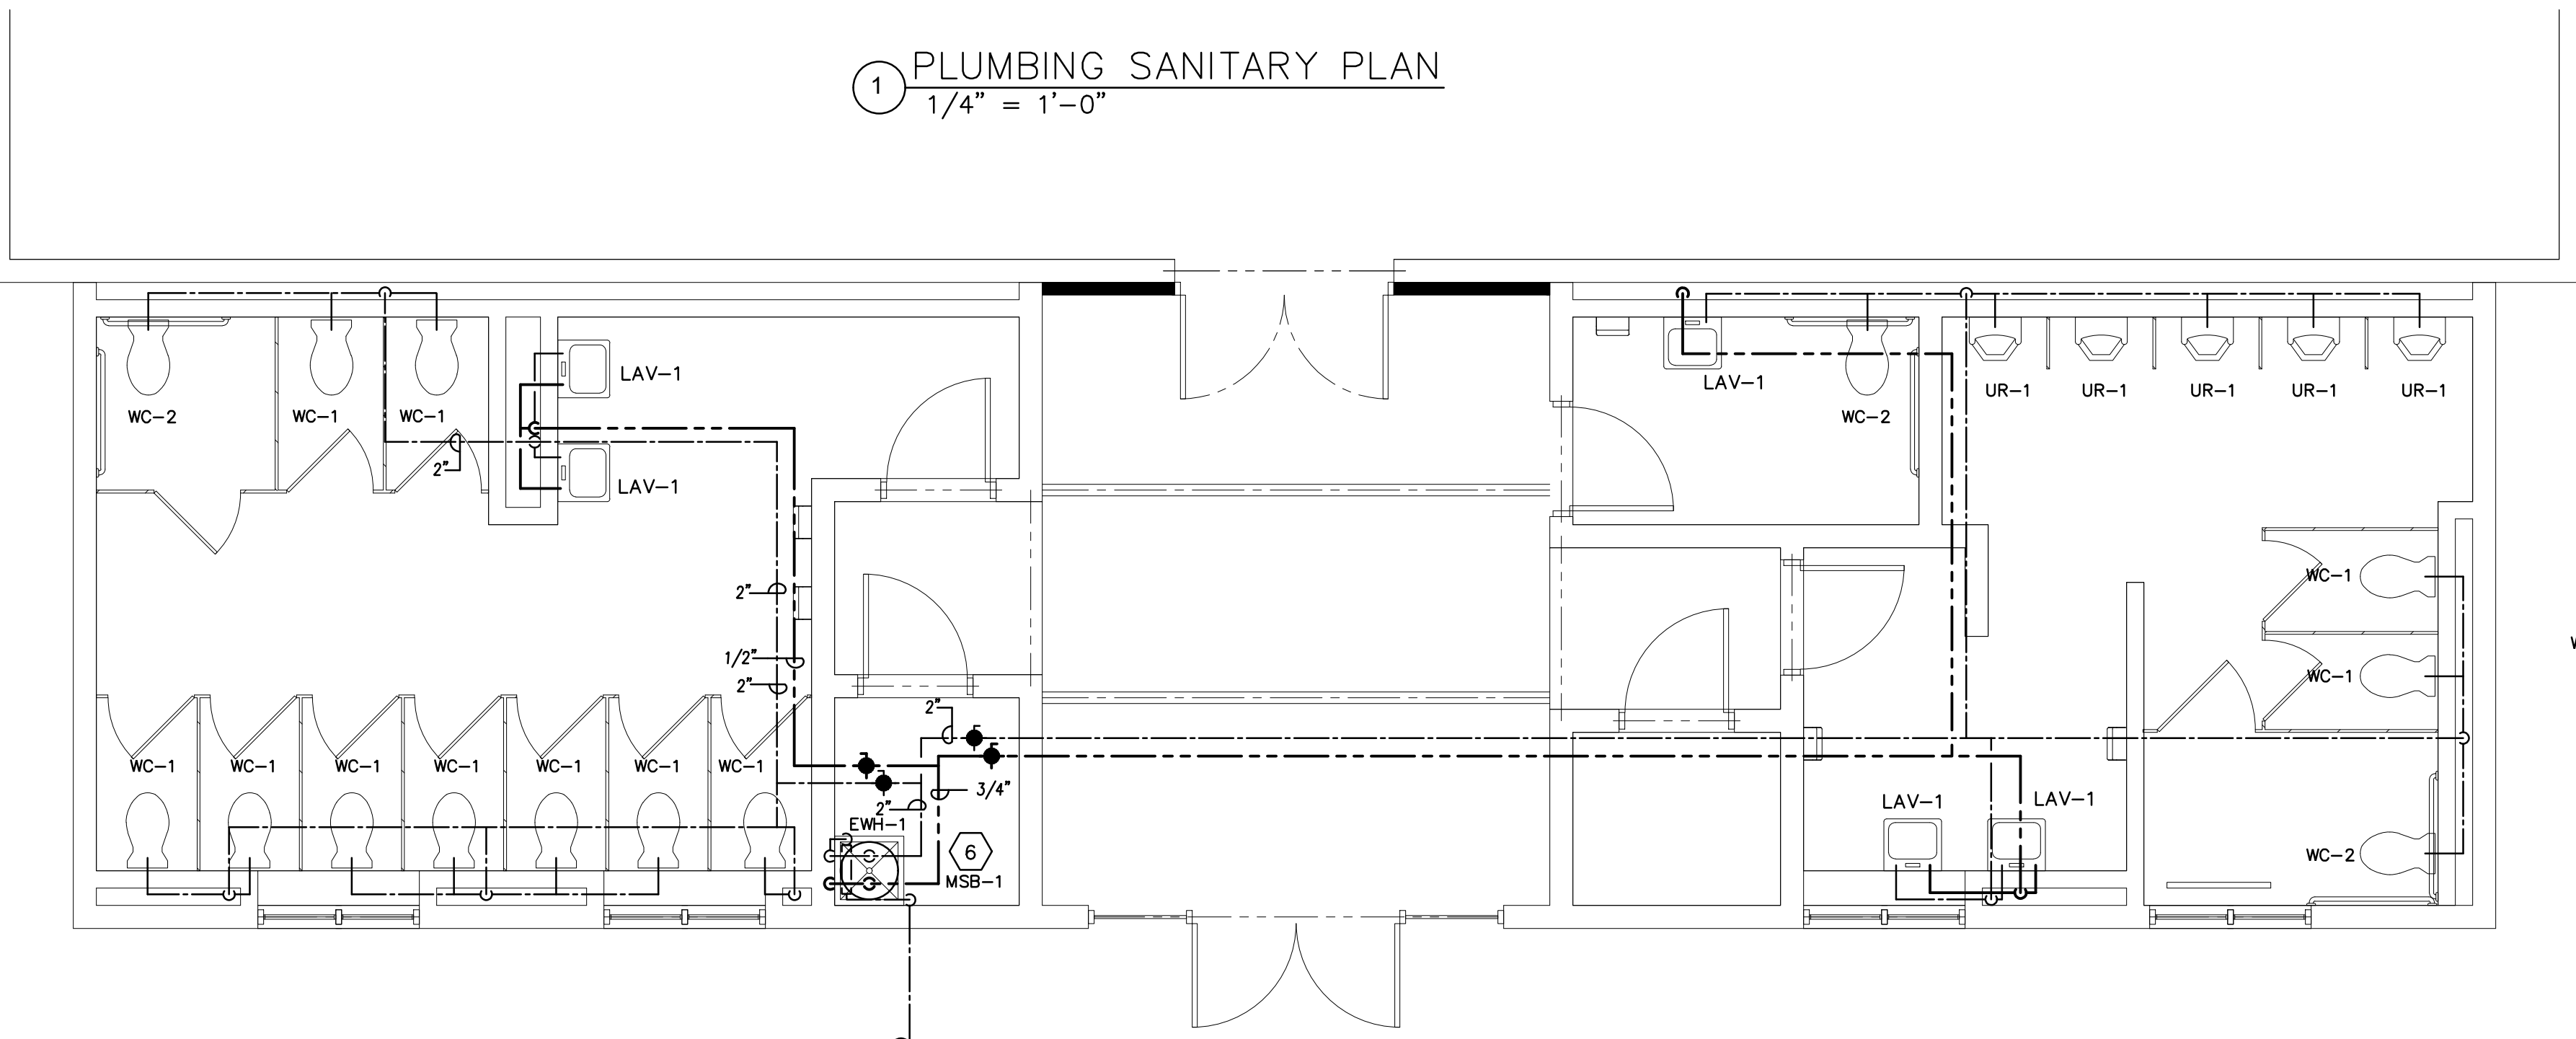 1 PLUMBING SANITARY PLAN
1/4" = 1'-0"
LAV-1
LAV-1
UR-1 UR-1 UR-1 UR-1 UR-1
WC-2 WC-1 WC-1
WC-2
2"
LAV-1
WC-1
2"
1/2"
WC-1
2"
2"
WC-1 WC-1 WC-1 WC-1 WC-1 WC-1 WC-1
3/4"
2"
LAV-1 LAV-1
EWH-1
6
WC-2
MSB-1